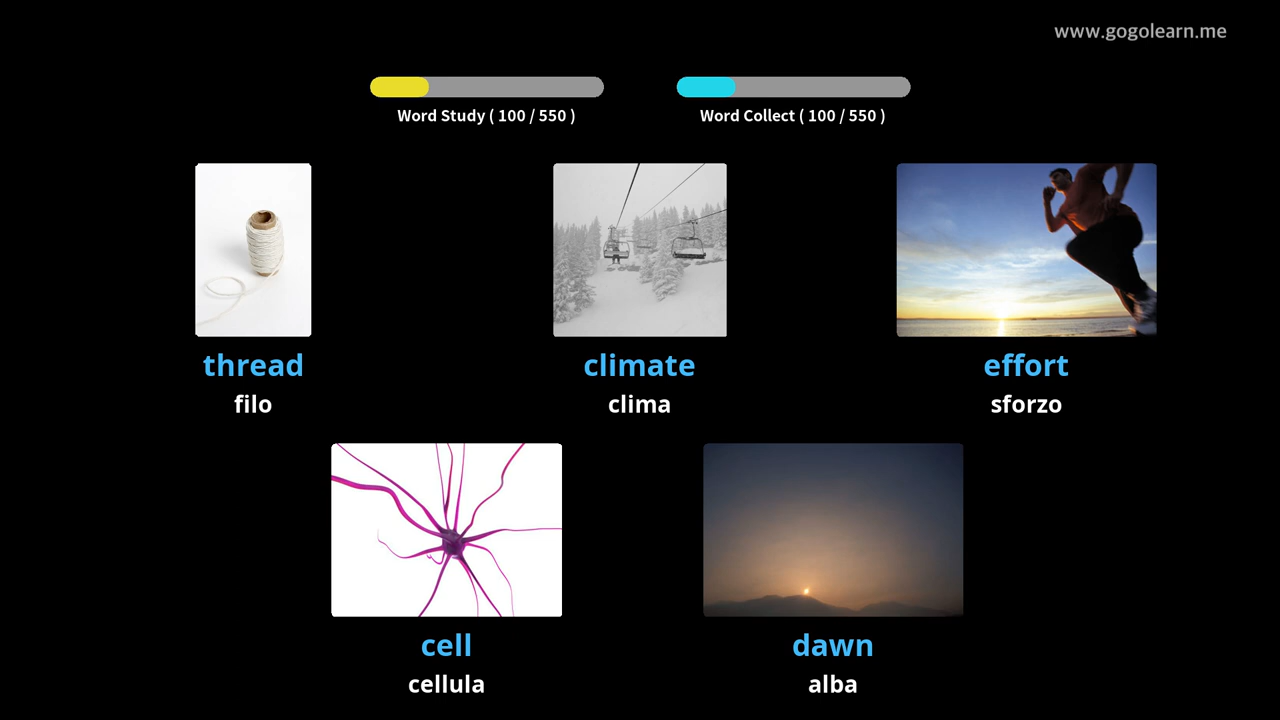 www.gogolearn.me
Word Study ( 100 / 550 )
Word Collect ( 100 / 550 )
thread
filo
climate
clima
effort
sforzo
cell
cellula
dawn
alba